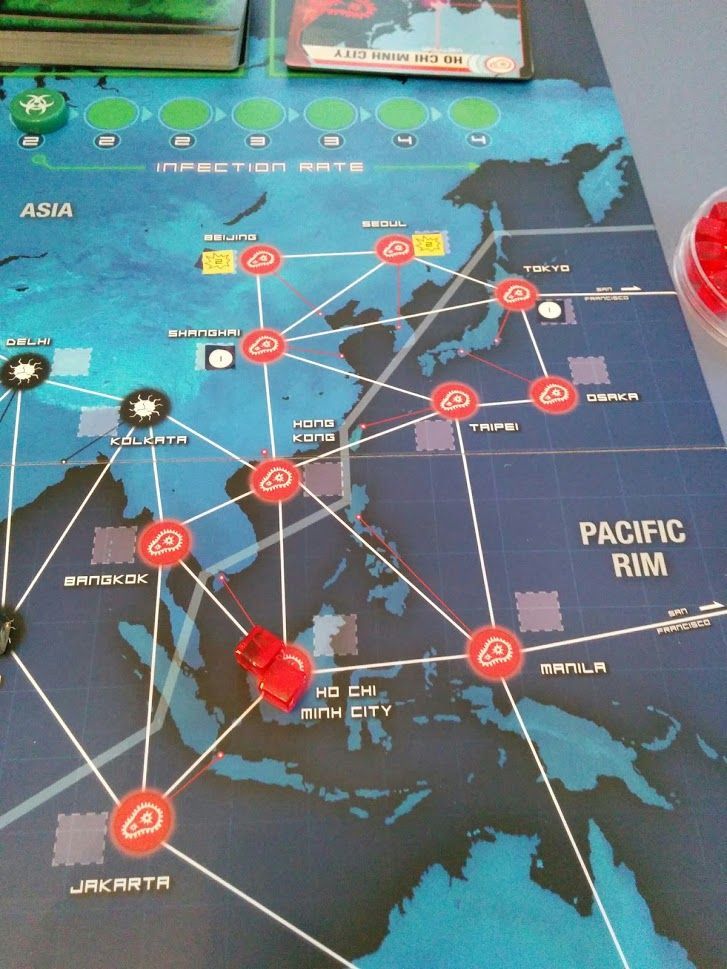 HO CHI MINH CITY
2 2 2 3 3 4 4
INFECTION RATE
ASIA
BEIJING
2
SEOUL
2
TOKYO
SAN
FRANCISCO
1
SHANGHAI
1
DELHI
OSAKA
KOLKATA
HONG
KONG
TAIPEI
BANGKOK
PACIFIC
RIM
SAN
FRANCISCO
MANILA
HO CHI
MINH CITY
JAKARTA